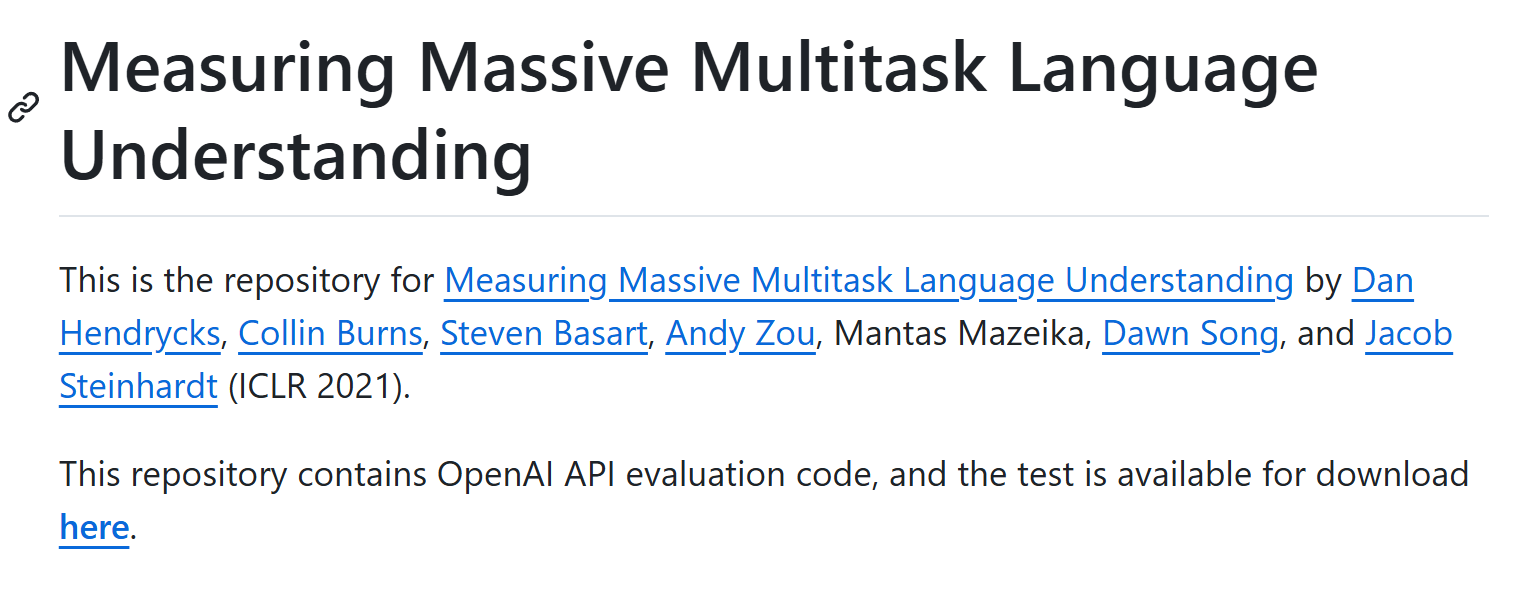 Measuring Massive Multitask Language
Understanding
This is the repository for Measuring Massive Multitask Language Understanding by Dan
Hendrycks, Collin Burns, Steven Basart, Andy Zou, Mantas Mazeika, Dawn Song, and Jacob
Steinhardt (ICLR 2021).
This repository contains OpenAI API evaluation code, and the test is available for download
here.